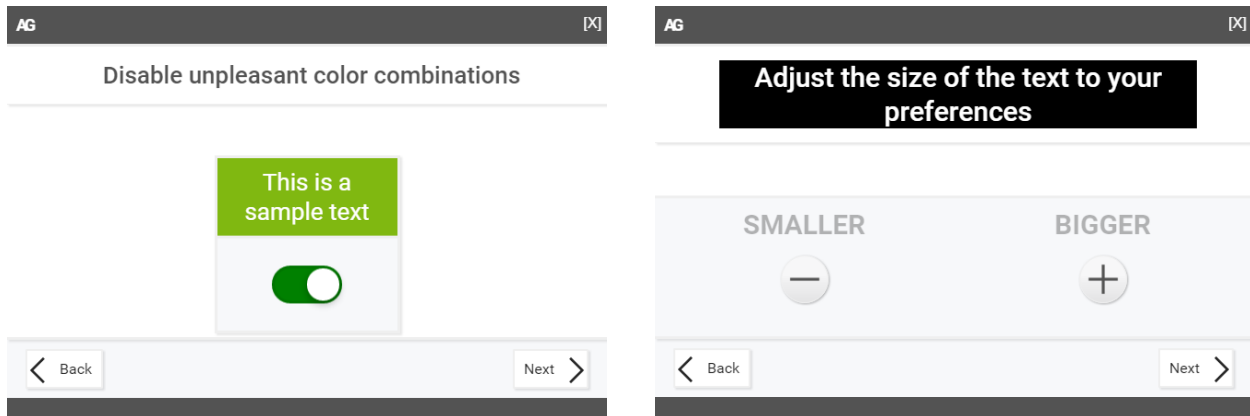 AG
[X]
Disable unpleasant color combinations
This is a
sample text
Back
Next
AG
[X]
Adjust the size of the text to your
preferences
SMALLER
BIGGER
Back
Next